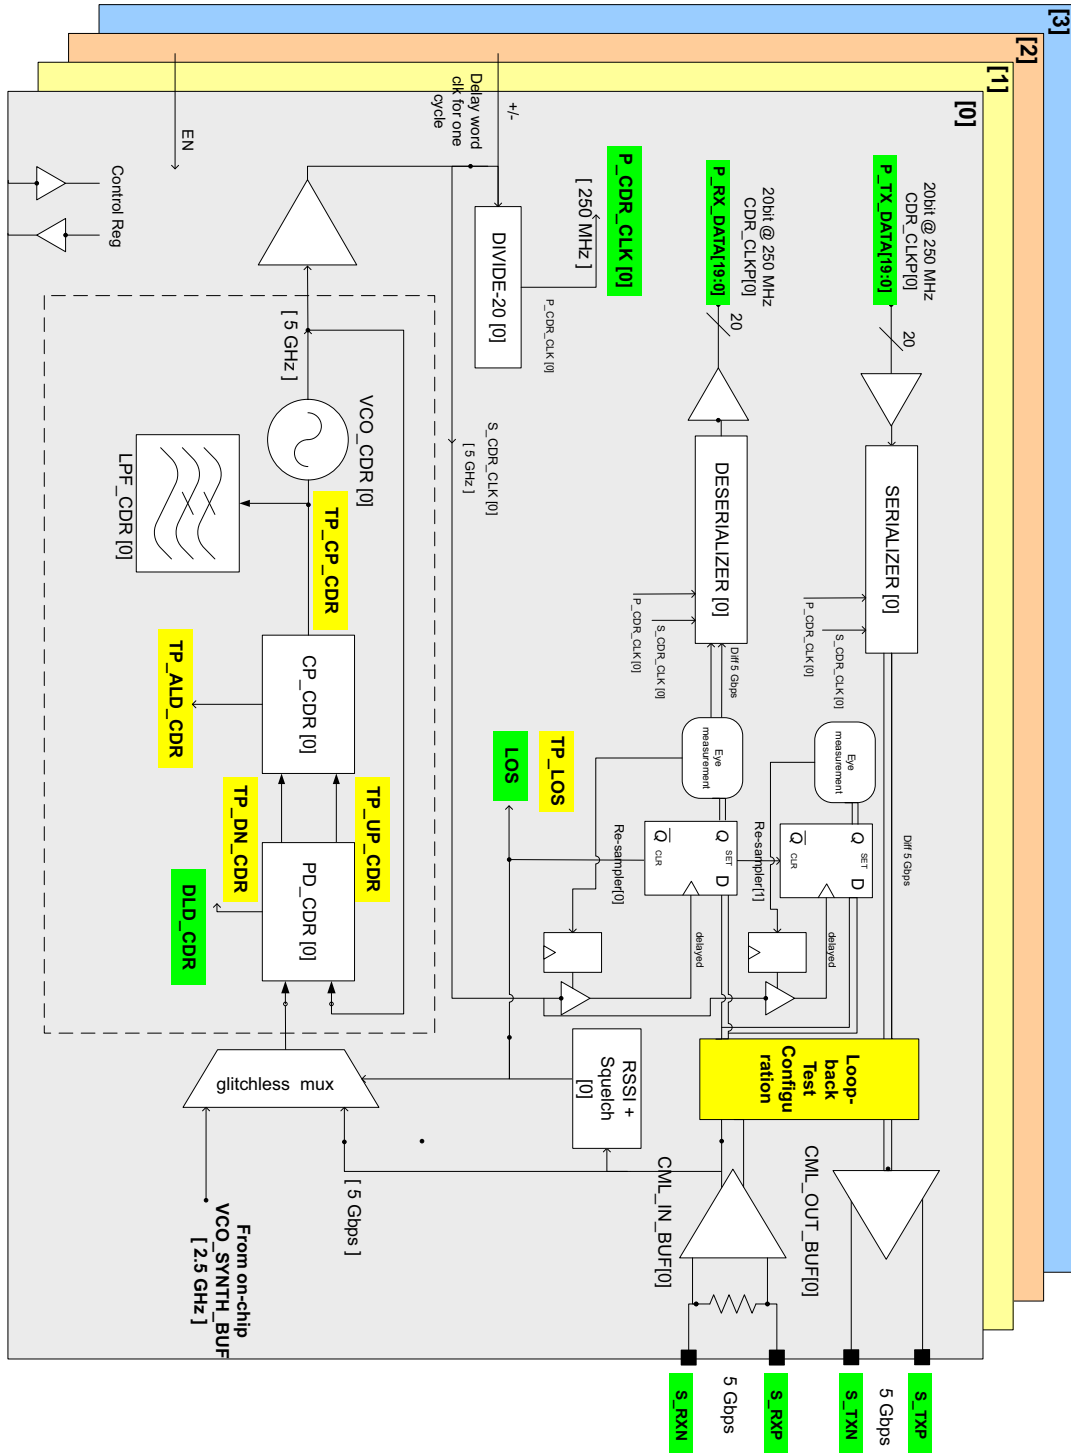 [3]
[2]
[1]
[0]
EN
Control Reg
Delay word
clk for one
cycle
+/-
P_CDR_CLK [0]
[ 250 MHz ]
DIVIDE-20 [0]
P_CDR_CLK [0]
20bit @ 250 MHz
CDR_CLKP[0]
P_RX_DATA[19:0]
20
20bit @ 250 MHz
CDR_CLKP[0]
P_TX_DATA[19:0]
20
[ 5 GHz ]
VCO_CDR [0]
LPF_CDR [0]
TP_CP_CDR
S_CDR_CLK [0]
[ 5 GHz ]
DESERIALIZER [0]
P_CDR_CLK [0]
S_CDR_CLK [0]
Diff 5 Gbps
SERIALIZER [0]
P_CDR_CLK [0]
S_CDR_CLK [0]
Diff 5 Gbps
CP_CDR [0]
TP_ALD_CDR
TP_DN_CDR
TP_UP_CDR
PD_CDR [0]
DLD_CDR
LOS
TP_LOS
Eye
measurement
Eye
measurement
Re-sampler[0]
Q
Q
CLR
SET
D
delayed
Re-sampler[1]
Q
Q
CLR
SET
D
delayed
glitchless mux
From on-chip
VCO_SYNTH_BUF
[ 2.5 GHz ]
[ 5 Gbps ]
RSSI +
Squelch
[0]
Loop-
back
Test
Configu
ration
CML_IN_BUF[0]
CML_OUT_BUF[0]
S_RXN
5 Gbps
S_RXP
S_TXN
5 Gbps
S_TXP